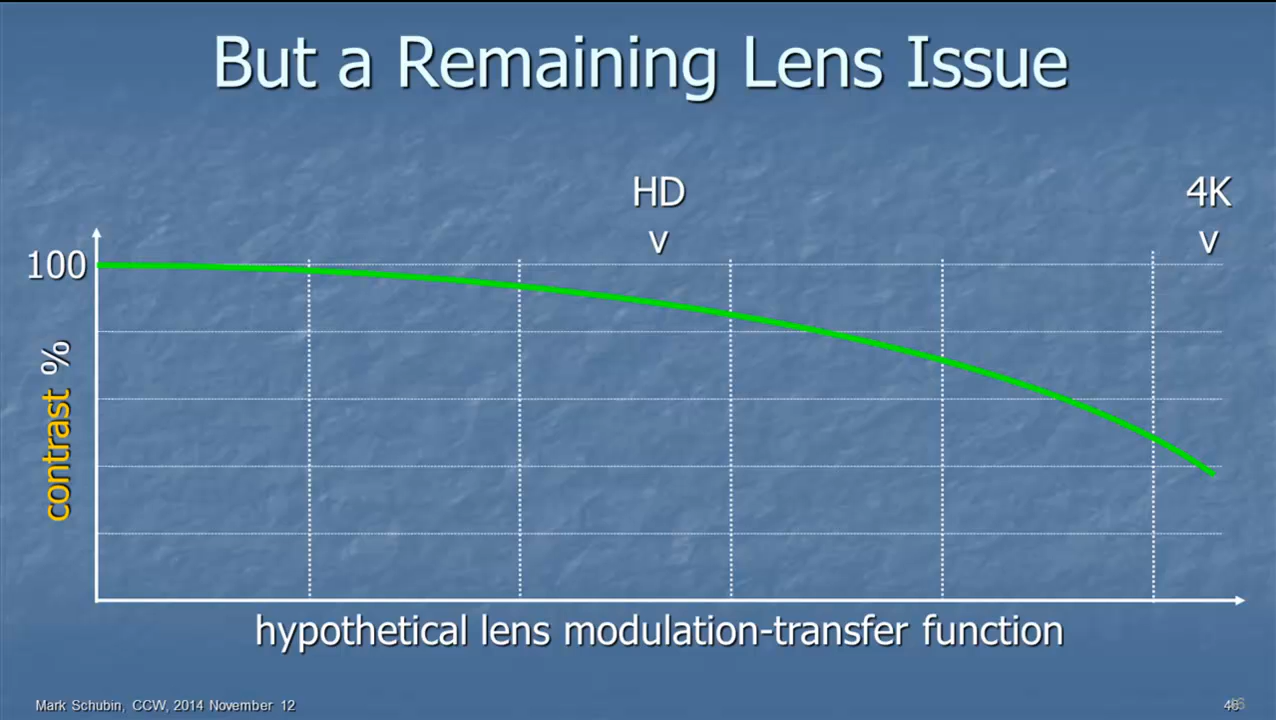 But a Remaining Lens Issue
HD
v
4K
v
100
contrast %
hypothetical lens modulation-transfer function
Mark Schubin, CCW, 2014 November 12